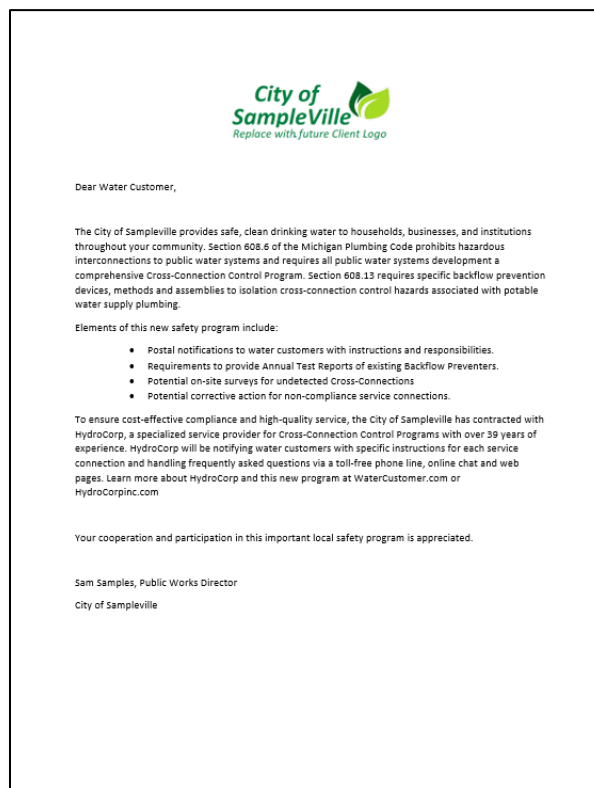 City of
SampleVille
Replace with future Client Logo
Dear Water Customer,
The City of Sampleville provides safe, clean drinking water to households, businesses, and institutions
throughout your community. Section 608.6 of the Michigan Plumbing Code prohibits hazardous
interconnections to public water systems and requires all public water systems development a
comprehensive Cross-Connection Control Program. Section 608.13 requires specific backflow prevention
devices, methods and assemblies to isolation cross-connection control hazards associated with potable
water supply plumbing.
Elements of this new safety program include:
• Postal notifications to water customers with instructions and responsibilities.
• Requirements to provide Annual Test Reports of existing Backflow Preventers.
• Potential on-site surveys for undetected Cross-Connections
• Potential corrective action for non-compliance service connections.
To ensure cost-effective compliance and high-quality service, the City of Sampleville has contracted with
HydroCorp, a specialized service provider for Cross-Connection Control Programs with over 39 years of
experience. HydroCorp will be notifying water customers with specific instructions for each service
connection and handling frequently asked questions via a toll-free phone line, online chat and web
pages. Learn more about HydroCorp and this new program at WaterCustomer.com or
HydroCorpinc.com
Your cooperation and participation in this important local safety program is appreciated.
Sam Samples, Public Works Director
City of Sampleville